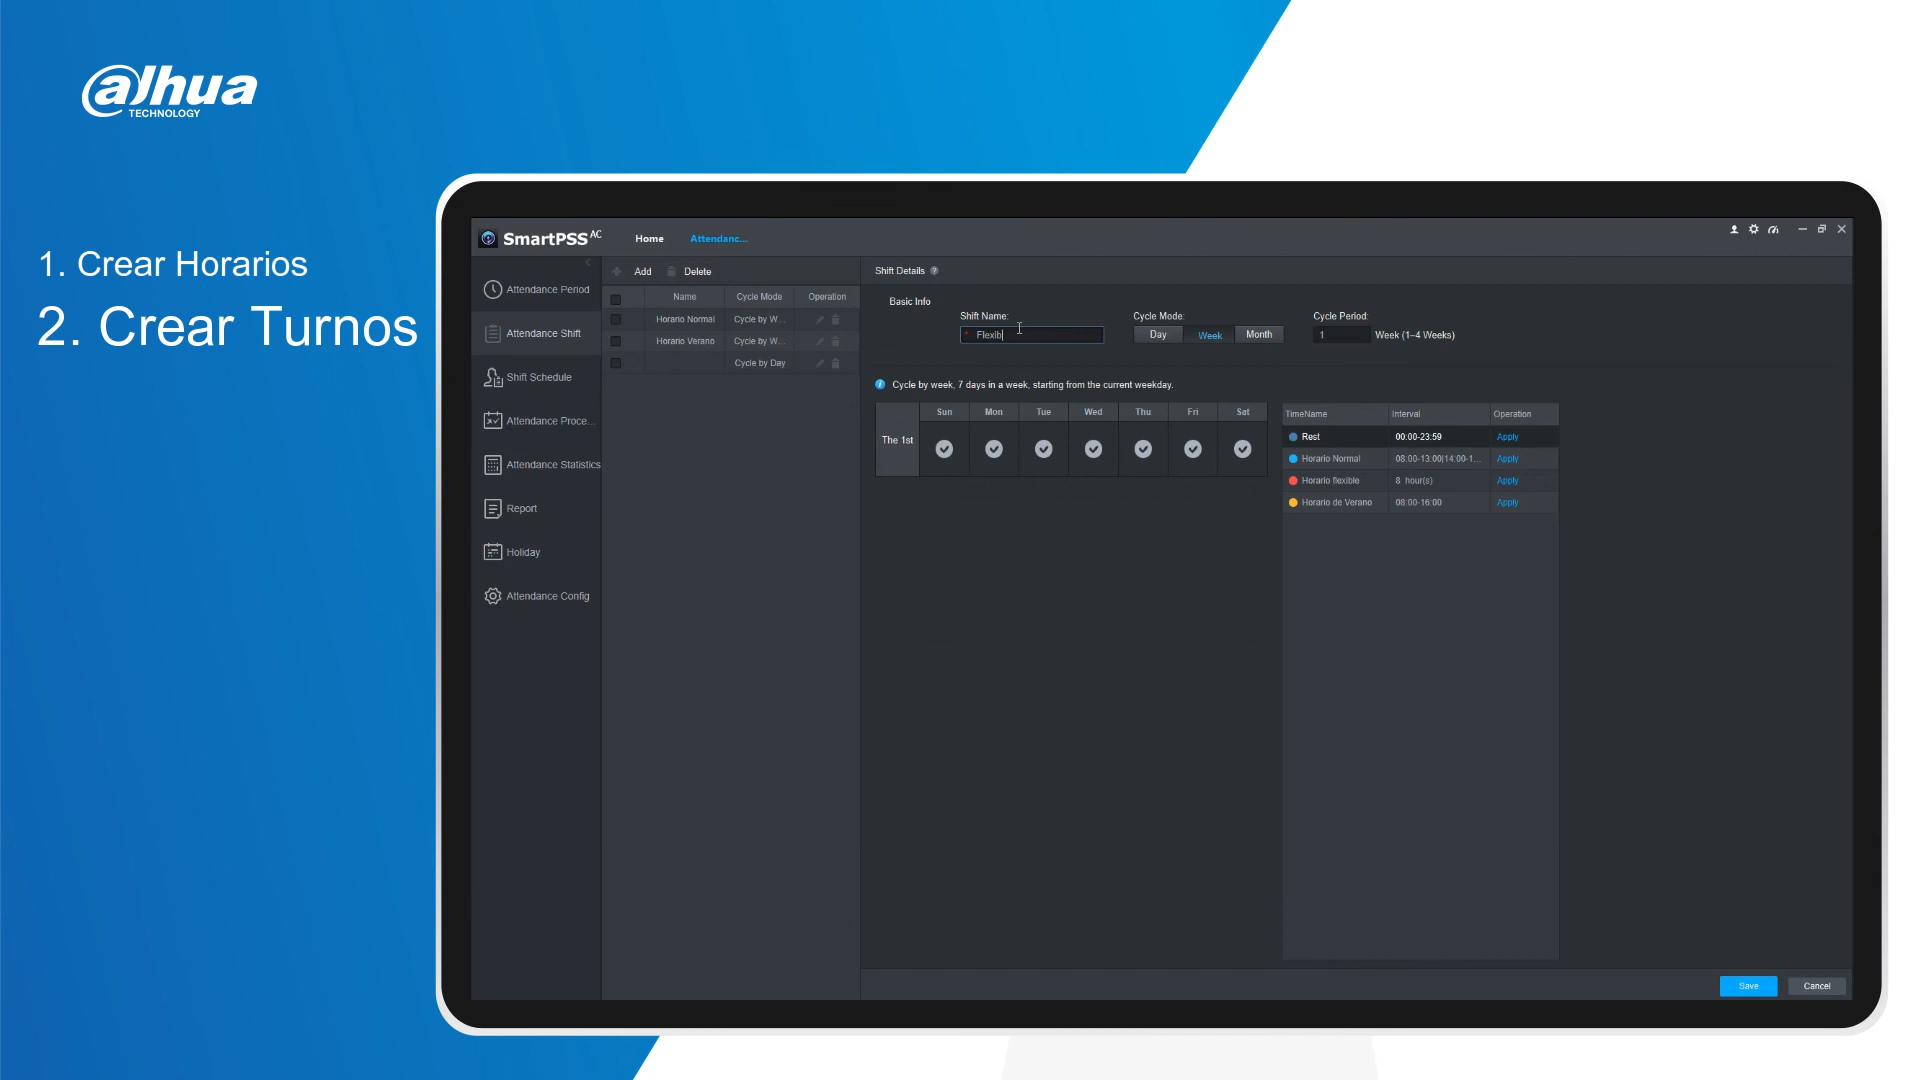 alhua
TECHNOLOGY
1. Crear Horarios
2. Crear Turnos
SmartPSS AC
Home
Attendanc...
Attendance Period
Attendance Shift
Shift Schedule
Attendance Proce...
Attendance Statistics
Report
Holiday
Attendance Config
Add
Delete
Name Cycle Mode Operation
Horario Normal Cycle by W...
Horario Verano Cycle by W...
Cycle by Day
Shift Details ?
Basic Info
Shift Name:
* Flexib
Cycle Mode:
Day Week Month
Cycle Period:
1 Week (1–4 Weeks)
i Cycle by week, 7 days in a week, starting from the current weekday.
Sun Mon Tue Wed Thu Fri Sat
The 1st
TimeName Interval Operation
Rest 00:00-23:59 Apply
Horario Normal 08:00-13:00|14:00-1... Apply
Horario flexible 8 hour(s) Apply
Horario de Verano 08:00-16:00 Apply
Save
Cancel